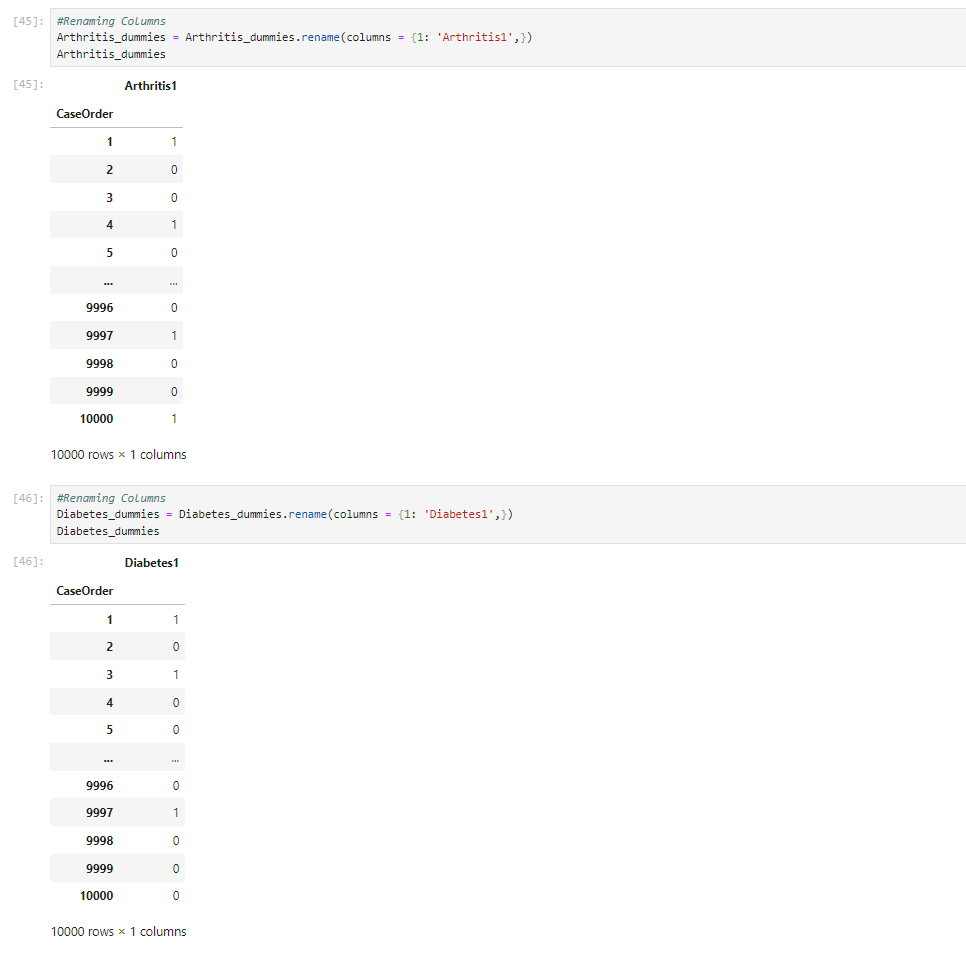 [45]: #Renaming Columns
Arthritis_dummies = Arthritis_dummies.rename(columns = {1: 'Arthritis1',})
Arthritis_dummies
[45]: Arthritis1
CaseOrder
1 1
2 0
3 0
4 1
5 0
... ...
9996 0
9997 1
9998 0
9999 0
10000 1
10000 rows × 1 columns
[46]: #Renaming Columns
Diabetes_dummies = Diabetes_dummies.rename(columns = {1: 'Diabetes1',})
Diabetes_dummies
[46]: Diabetes1
CaseOrder
1 1
2 0
3 1
4 0
5 0
... ...
9996 0
9997 1
9998 0
9999 0
10000 0
10000 rows × 1 columns